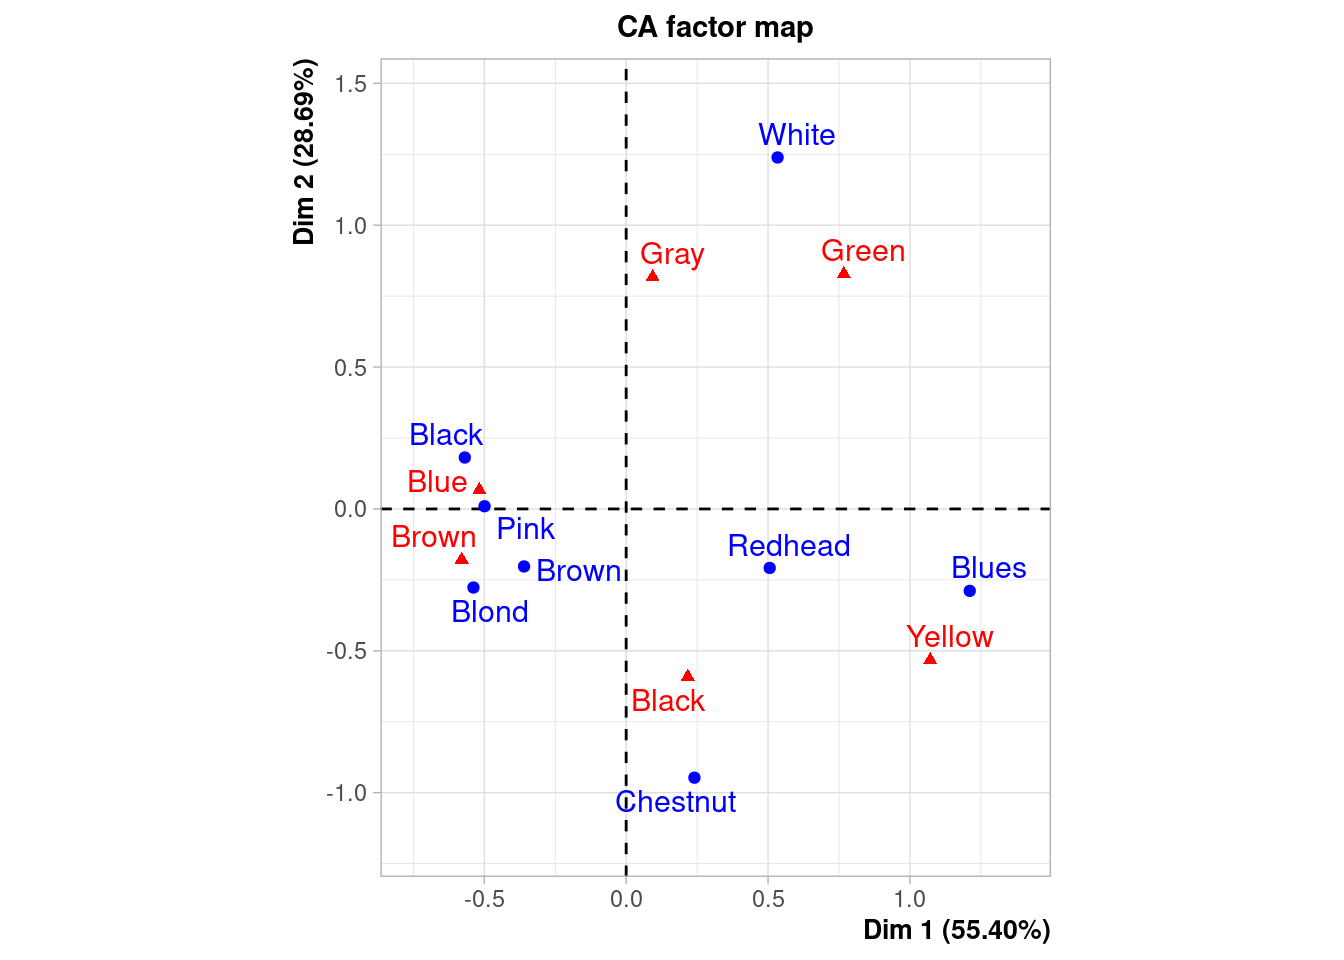 CA factor map
Dim 2 (28.69%)
1.5
1.0
0.5
0.0
-0.5
-1.0
White
Gray
Green
Black
Blue
Pink
Brown
Brown
Blond
Redhead
Blues
Yellow
Black
Chestnut
-0.5
0.0
0.5
1.0
Dim 1 (55.40%)